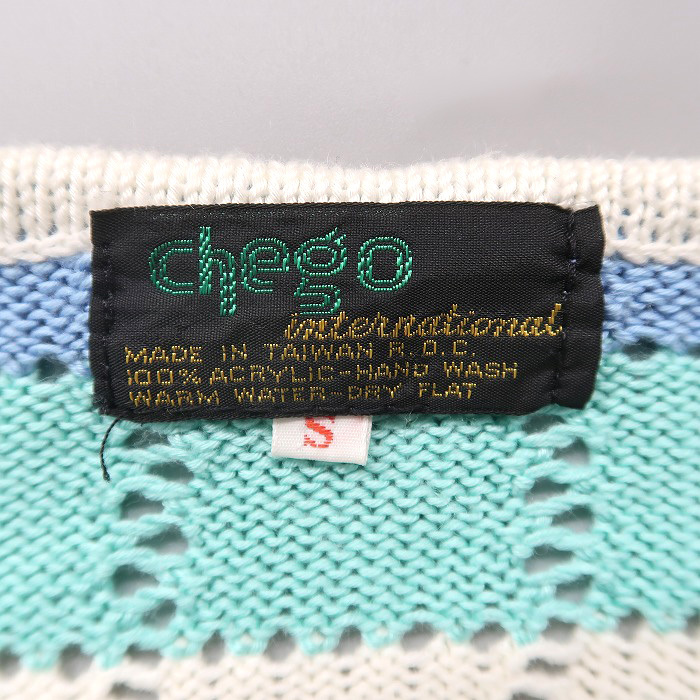 chego
international
MADE IN TAIWAN R.O.C.
100% ACRYLIC-HAND WASH
WARM WATER-DRY FLAT
S